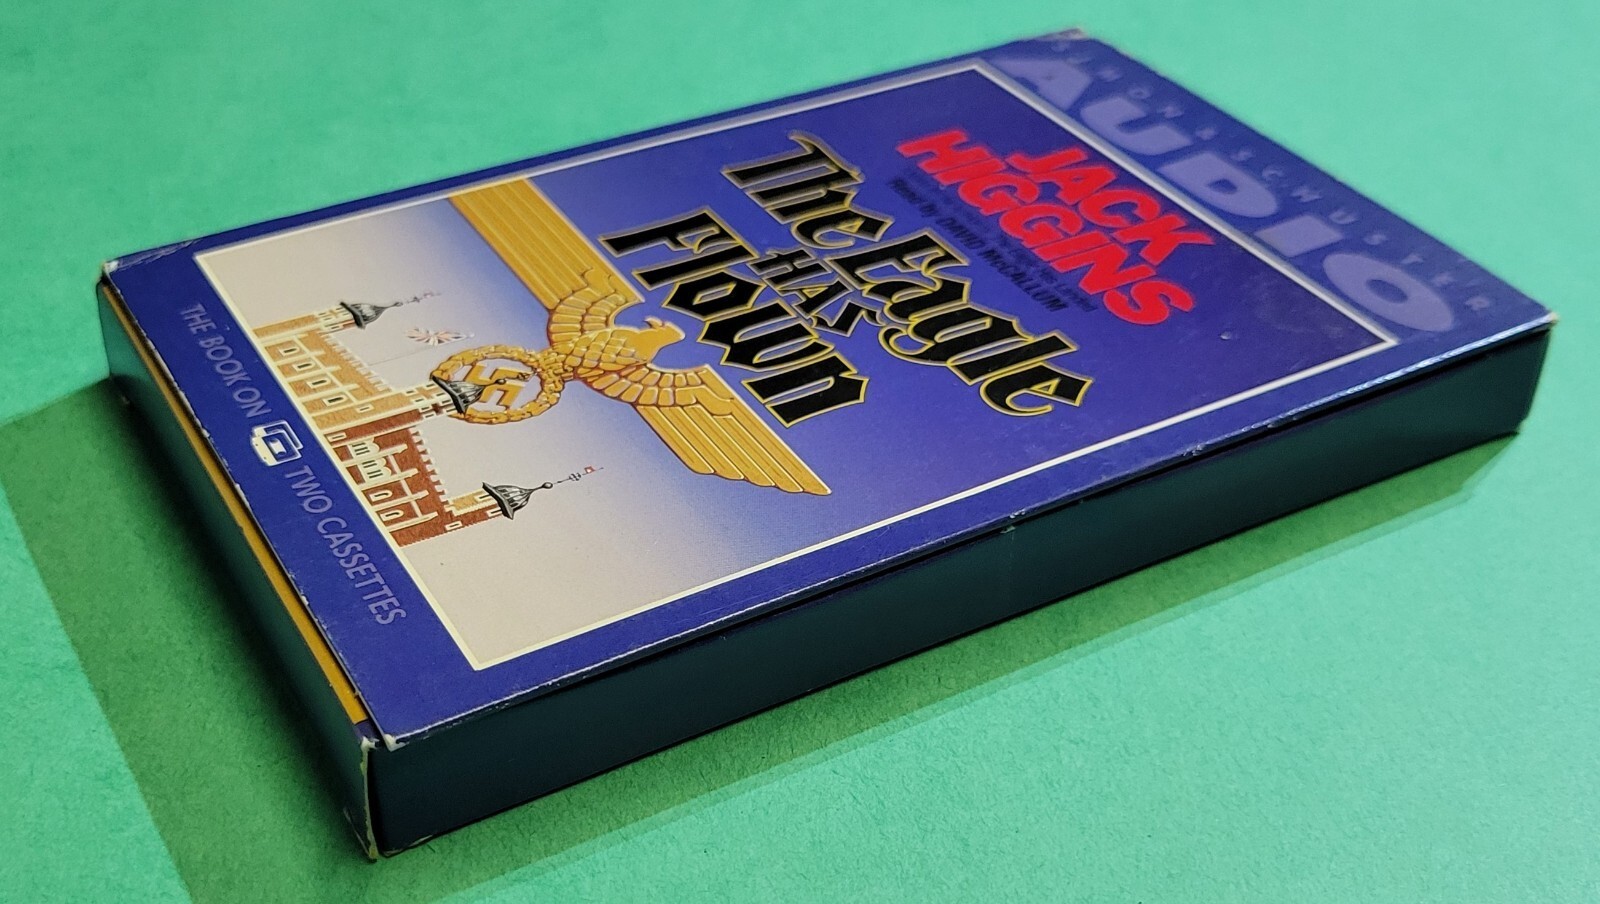 SIMON & SCHUSTER
AUDIO
JACK
HIGGINS
Read by DAVID McCALLUM
The Eagle
HAS
Flown
THE BOOK ON TWO CASSETTES